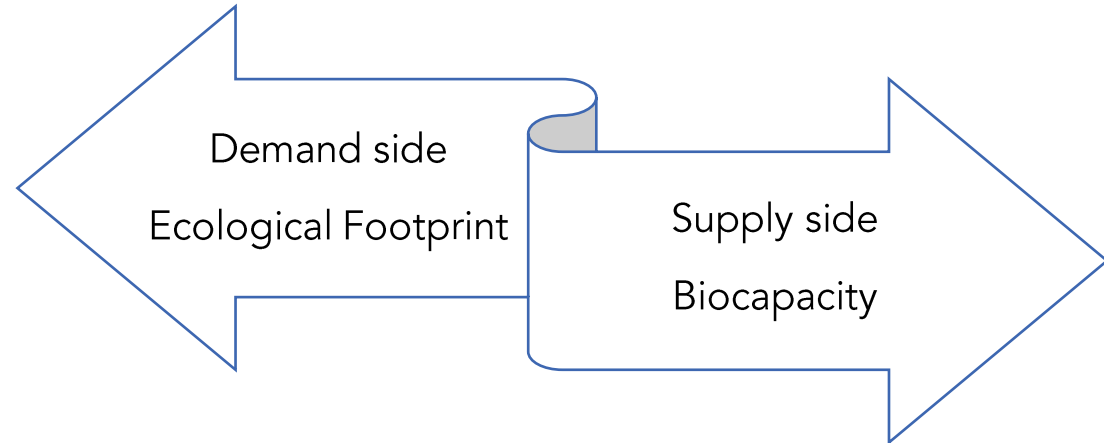 Demand side
Ecological Footprint
Supply side
Biocapacity